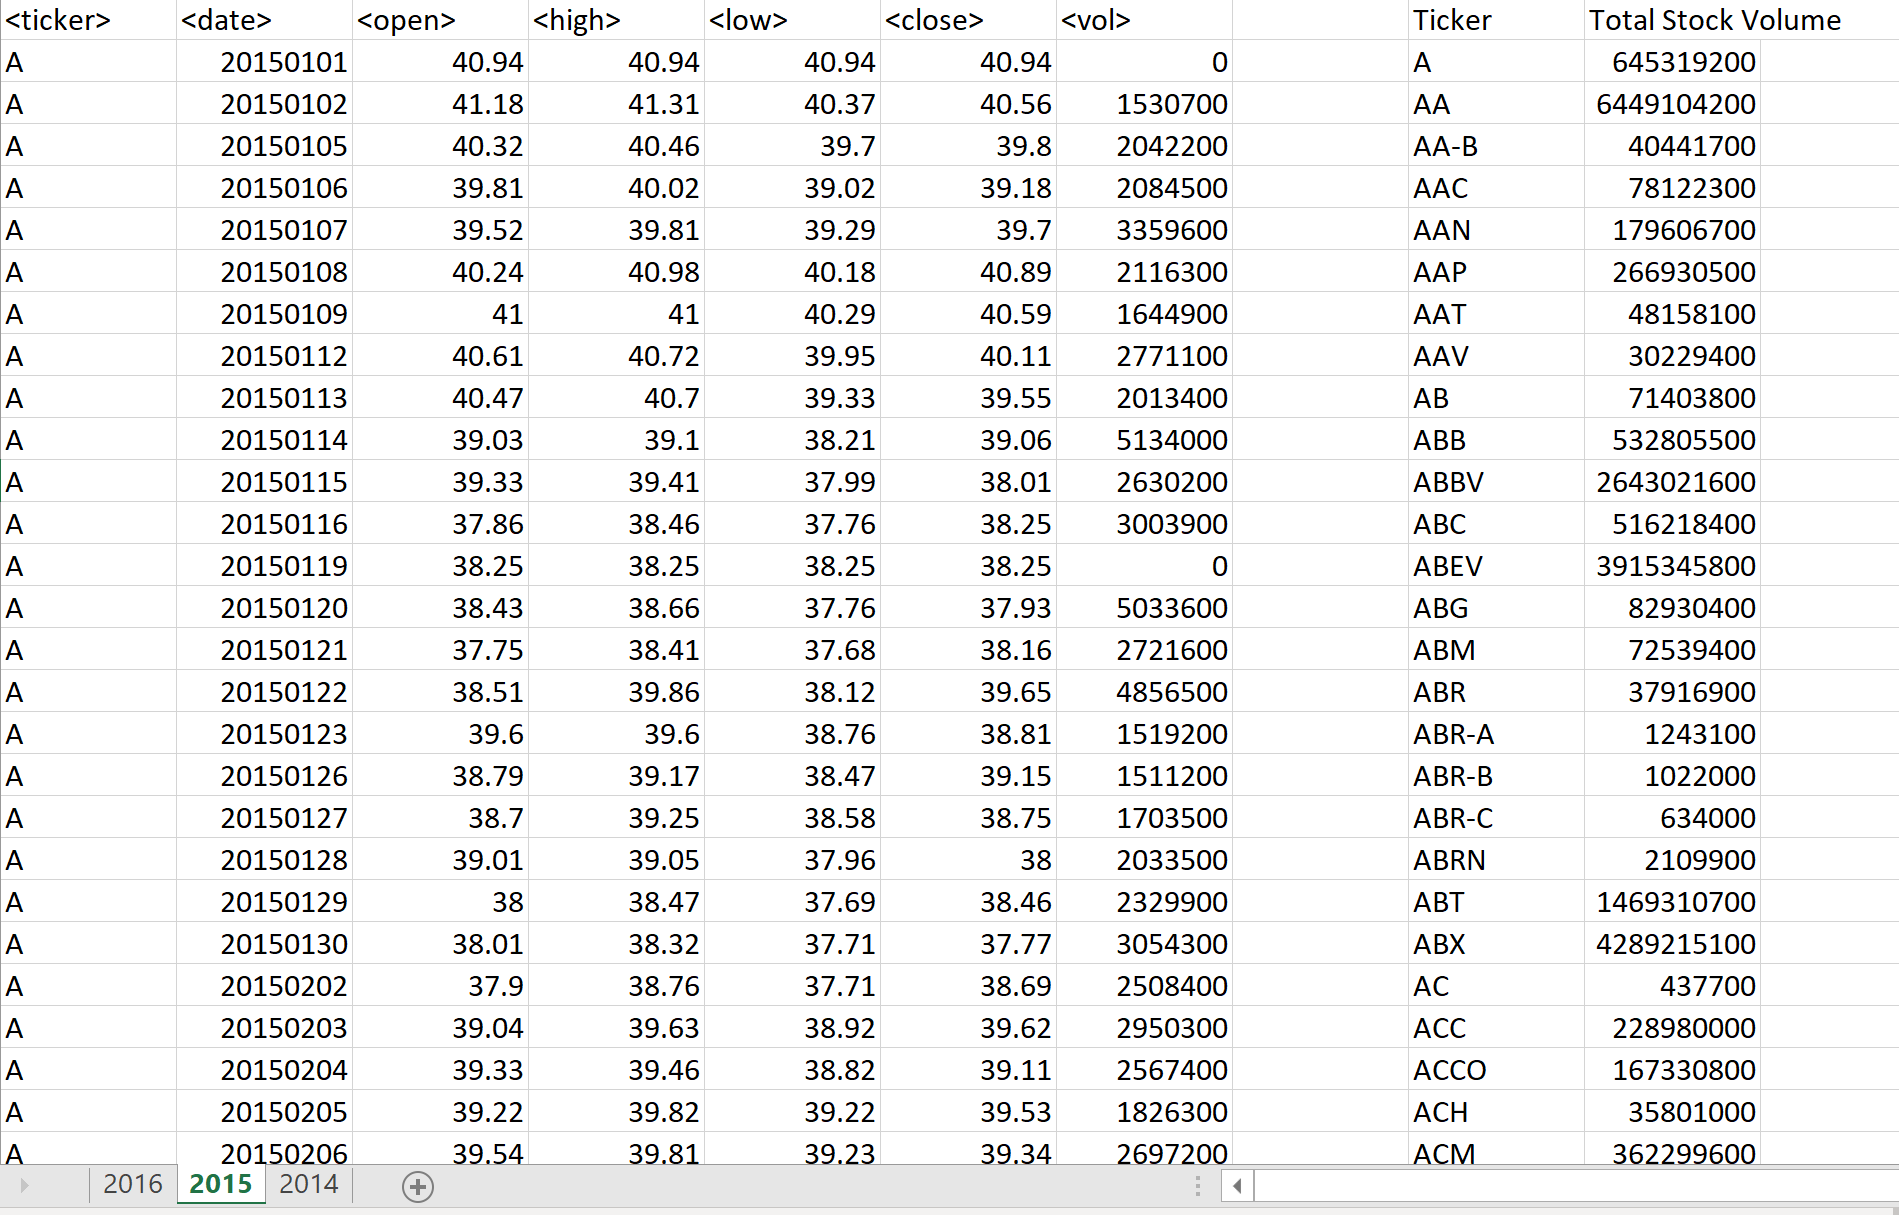 <ticker> <date> <open> <high> <low> <close> <vol> Ticker Total Stock Volume
A 20150101 40.94 40.94 40.94 40.94 0 A 645319200
A 20150102 41.18 41.31 40.37 40.56 1530700 AA 6449104200
A 20150105 40.32 40.46 39.7 39.8 2042200 AA-B 40441700
A 20150106 39.81 40.02 39.02 39.18 2084500 AAC 78122300
A 20150107 39.52 39.81 39.29 39.7 3359600 AAN 179606700
A 20150108 40.24 40.98 40.18 40.89 2116300 AAP 266930500
A 20150109 41 41 40.29 40.59 1644900 AAT 48158100
A 20150112 40.61 40.72 39.95 40.11 2771100 AAV 30229400
A 20150113 40.47 40.7 39.33 39.55 2013400 AB 71403800
A 20150114 39.03 39.1 38.21 39.06 5134000 ABB 532805500
A 20150115 39.33 39.41 37.99 38.01 2630200 ABBV 2643021600
A 20150116 37.86 38.46 37.76 38.25 3003900 ABC 516218400
A 20150119 38.25 38.25 38.25 38.25 0 ABEV 3915345800
A 20150120 38.43 38.66 37.76 37.93 5033600 ABG 82930400
A 20150121 37.75 38.41 37.68 38.16 2721600 ABM 72539400
A 20150122 38.51 39.86 38.12 39.65 4856500 ABR 37916900
A 20150123 39.6 39.6 38.76 38.81 1519200 ABR-A 1243100
A 20150126 38.79 39.17 38.47 39.15 1511200 ABR-B 1022000
A 20150127 38.7 39.25 38.58 38.75 1703500 ABR-C 634000
A 20150128 39.01 39.05 37.96 38 2033500 ABRN 2109900
A 20150129 38 38.47 37.69 38.46 2329900 ABT 1469310700
A 20150130 38.01 38.32 37.71 37.77 3054300 ABX 4289215100
A 20150202 37.9 38.76 37.71 38.69 2508400 AC 437700
A 20150203 39.04 39.63 38.92 39.62 2950300 ACC 228980000
A 20150204 39.33 39.46 38.82 39.11 2567400 ACCO 167330800
A 20150205 39.22 39.82 39.22 39.53 1826300 ACH 35801000
A 20150206 39.54 39.81 39.23 39.34 2697200 ACM 362299600
2016 2015 2014